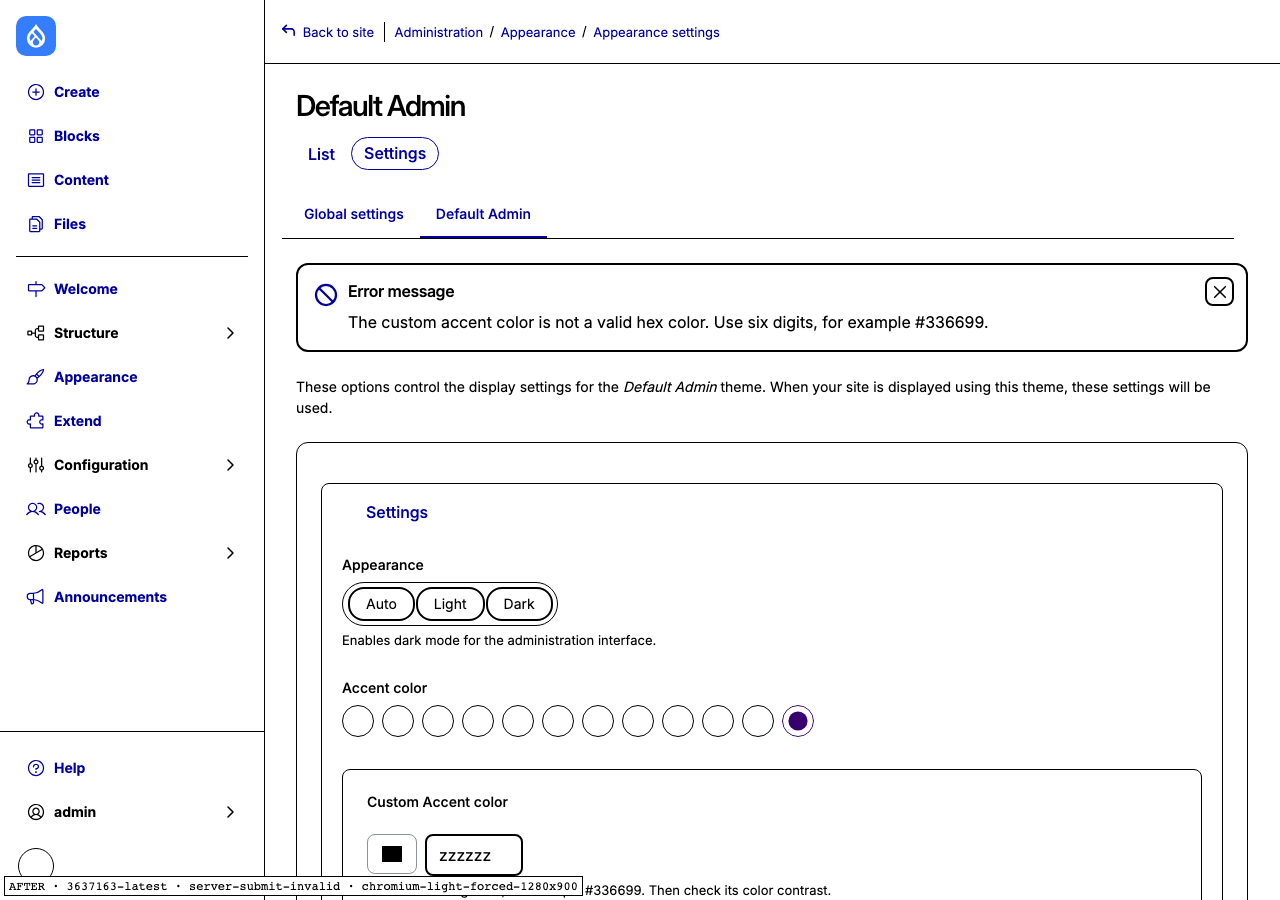 Back to site
Administration / Appearance / Appearance settings
Create
Blocks
Content
Files
Welcome
Structure
Appearance
Extend
Configuration
People
Reports
Announcements
Help
admin
Default Admin
List
Settings
Global settings
Default Admin
Error message
The custom accent color is not a valid hex color. Use six digits, for example #336699.
These options control the display settings for the Default Admin theme. When your site is displayed using this theme, these settings will be
used.
Settings
Appearance
Auto
Light
Dark
Enables dark mode for the administration interface.
Accent color
Custom Accent color
zzzzzz
#336699. Then check its color contrast.
AFTER · 3637163-latest · server-submit-invalid · chromium-light-forced-1280x900